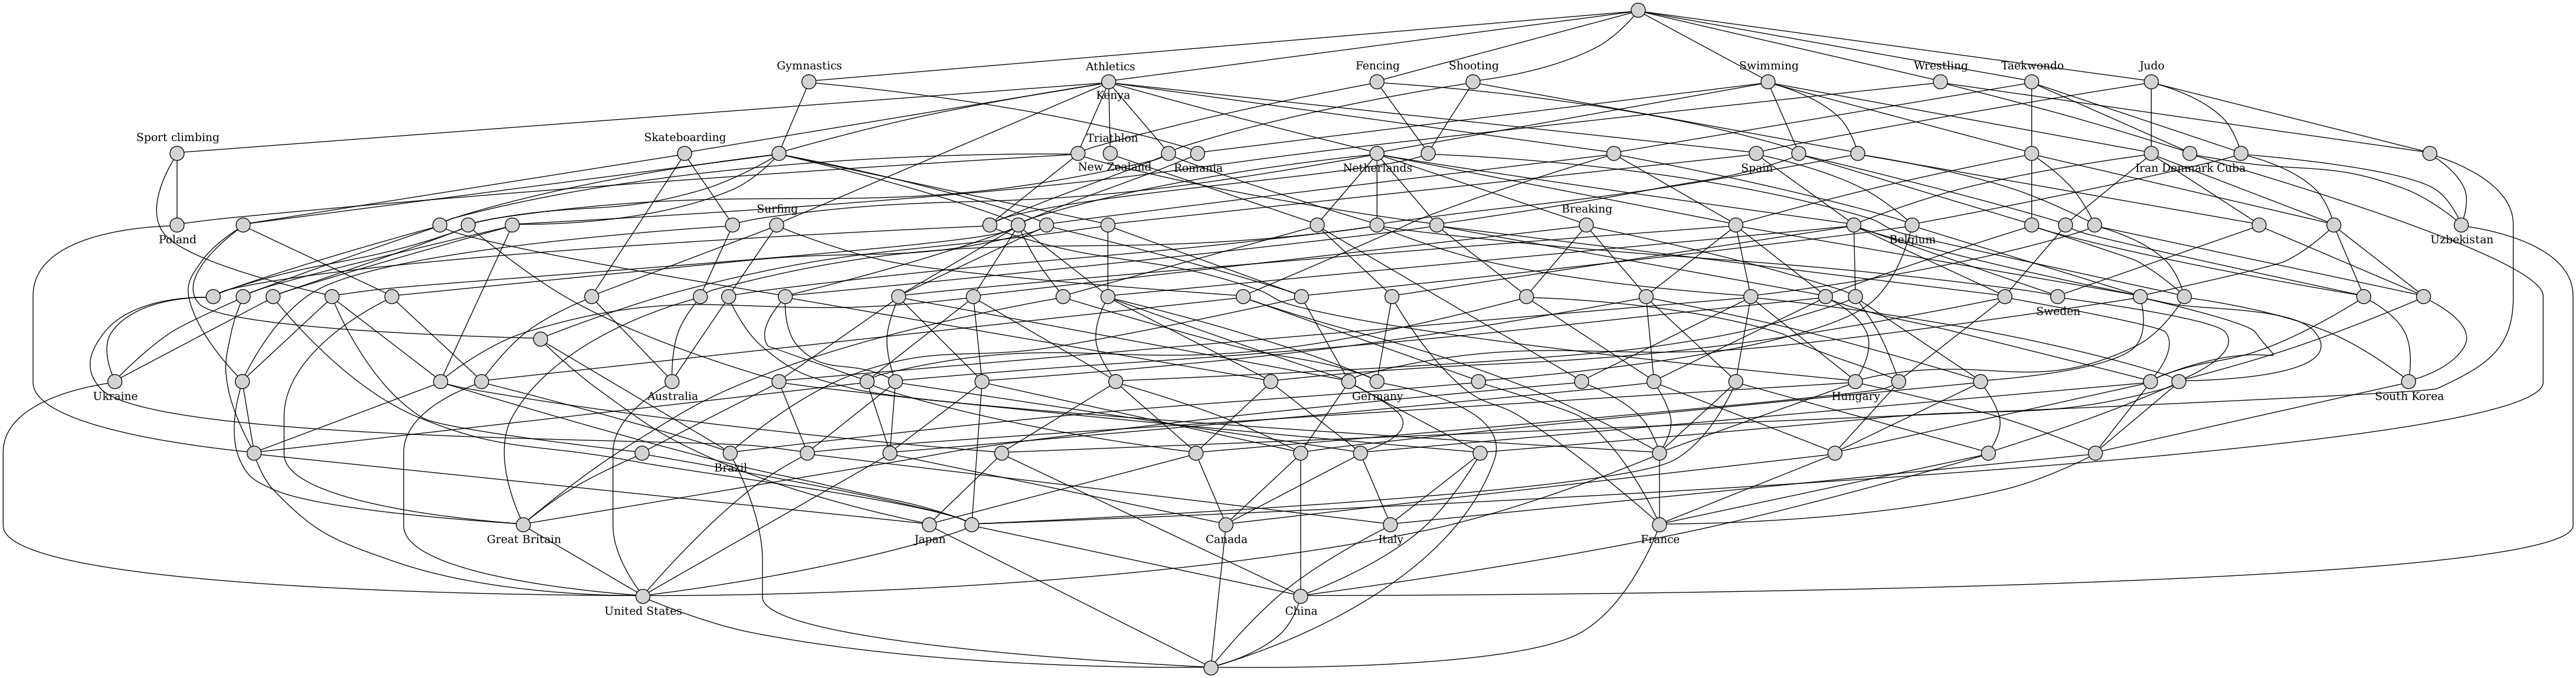 Gymnastics
Athletics
Fencing
Shooting
Swimming
Wrestling
Taekwondo
Judo
Kenya
Sport climbing
Skateboarding
Triathlon
New Zealand
Romania
Netherlands
Spain
Iran Denmark Cuba
Surfing
Breaking
Poland
Belgium
Uzbekistan
Sweden
Ukraine
Australia
Germany
Hungary
South Korea
Brazil
Great Britain
Japan
Canada
Italy
France
United States
China